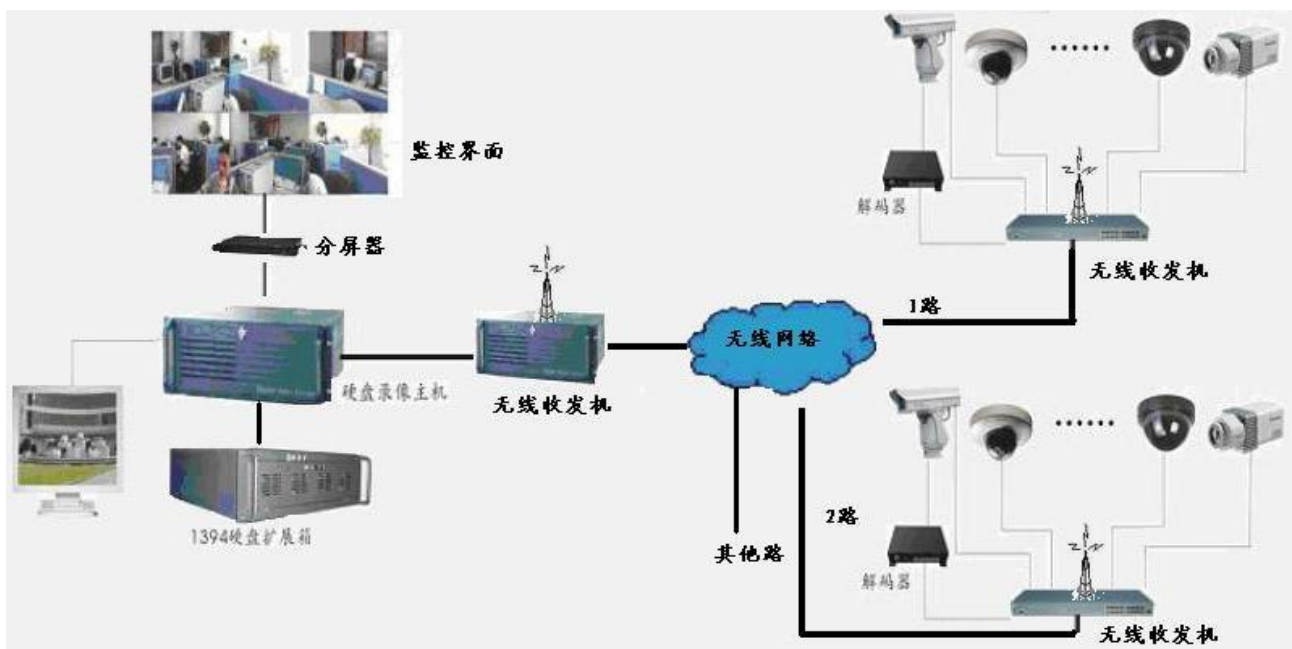 监控界面
分屏器
解码器
无线收发机
1路
无线网络
硬盘录像主机
无线收发机
1394硬盘扩展箱
2路
其他路
解码器
无线收发机